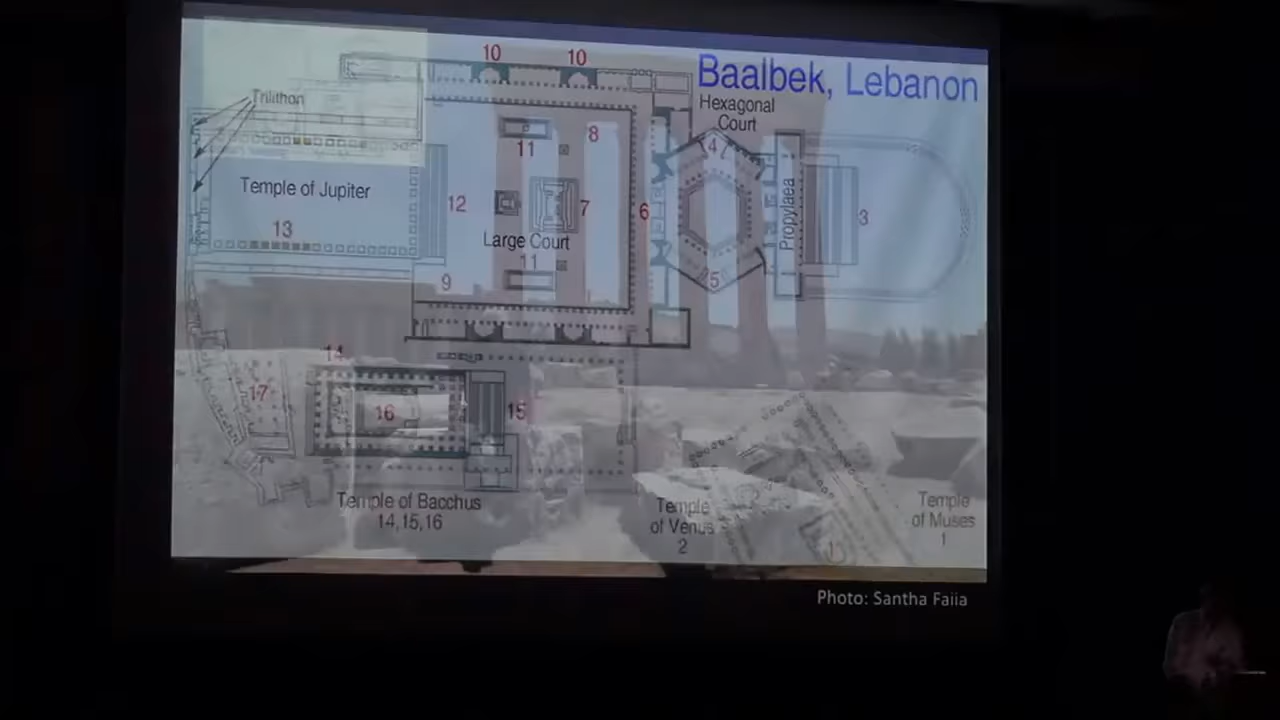 Baalbek, Lebanon
10
10
Trilithon
Hexagonal
Court
8
4
11
Temple of Jupiter
12
7
6
Propylaea
3
13
Large Court
11
9
5
14
17
16
15
Temple of Bacchus
14,15,16
Temple
of Venus
2
Temple
of Muses
1
1
Photo: Santha Faiia